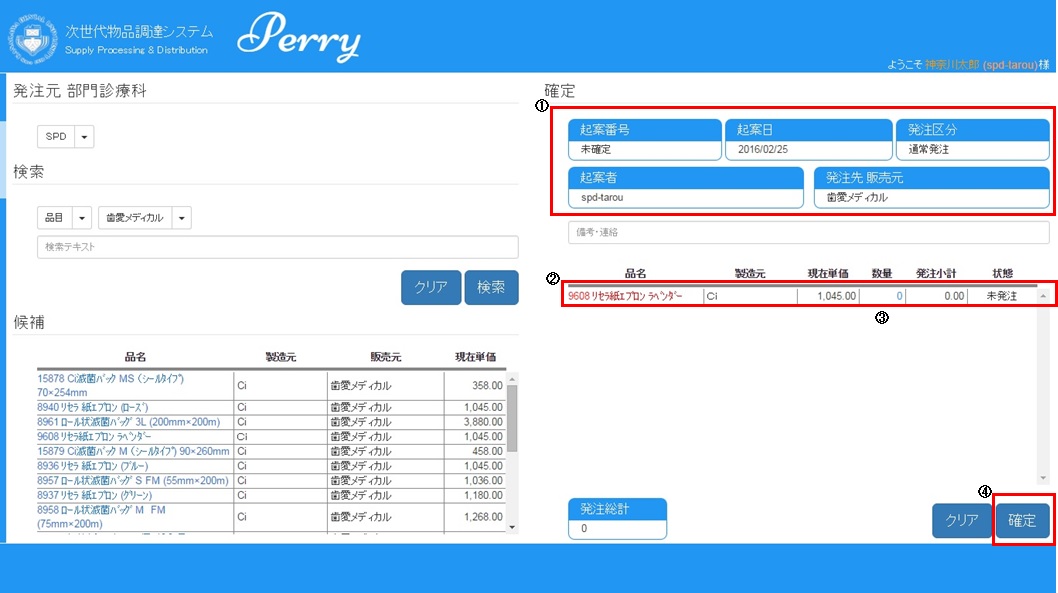 次世代物品調達システム
Supply Processing & Distribution
Perry
ようこそ 神奈川太郎 (spd-tarou)様
発注元 部門診療科
SPD
検索
品目 歯愛メディカル
検索テキスト
クリア 検索
候補
品名 製造元 販売元 現在単価
15878 Ci滅菌ﾊﾞｯｸ MS (ｼｰﾙﾀｲﾌﾟ)
70×254mm Ci 歯愛メディカル 358.00
8940 ﾘｾﾗ 紙ｴﾌﾟﾛﾝ (ﾛｰｽﾞ) Ci 歯愛メディカル 1,045.00
8961 ﾛｰﾙ状滅菌ﾊﾞｯｸﾞ 3L (200mm×200m) Ci 歯愛メディカル 3,880.00
9608 ﾘｾﾗ紙ｴﾌﾟﾛﾝ ﾗﾍﾞﾝﾀﾞｰ Ci 歯愛メディカル 1,045.00
15879 Ci滅菌ﾊﾞｯｸ M (ｼｰﾙﾀｲﾌﾟ) 90×260mm Ci 歯愛メディカル 458.00
8936 ﾘｾﾗ 紙ｴﾌﾟﾛﾝ (ﾌﾞﾙｰ) Ci 歯愛メディカル 1,045.00
8957 ﾛｰﾙ状滅菌ﾊﾞｯｸﾞ S FM (55mm×200m) Ci 歯愛メディカル 1,036.00
8937 ﾘｾﾗ 紙ｴﾌﾟﾛﾝ (ｸﾞﾘｰﾝ) Ci 歯愛メディカル 1,180.00
8958 ﾛｰﾙ状滅菌ﾊﾞｯｸﾞ M FM
(75mm×200m) Ci 歯愛メディカル 1,268.00
確定
①
起案番号 起案日 発注区分
未確定 2016/02/25 通常発注
起案者 発注先 販売元
spd-tarou 歯愛メディカル
備考・連絡
品名 製造元 現在単価 数量 発注小計 状態
②
9608 ﾘｾﾗ紙ｴﾌﾟﾛﾝ ﾗﾍﾞﾝﾀﾞｰ Ci 1,045.00 0 0.00 未発注
③
発注総計
0
④
クリア 確定